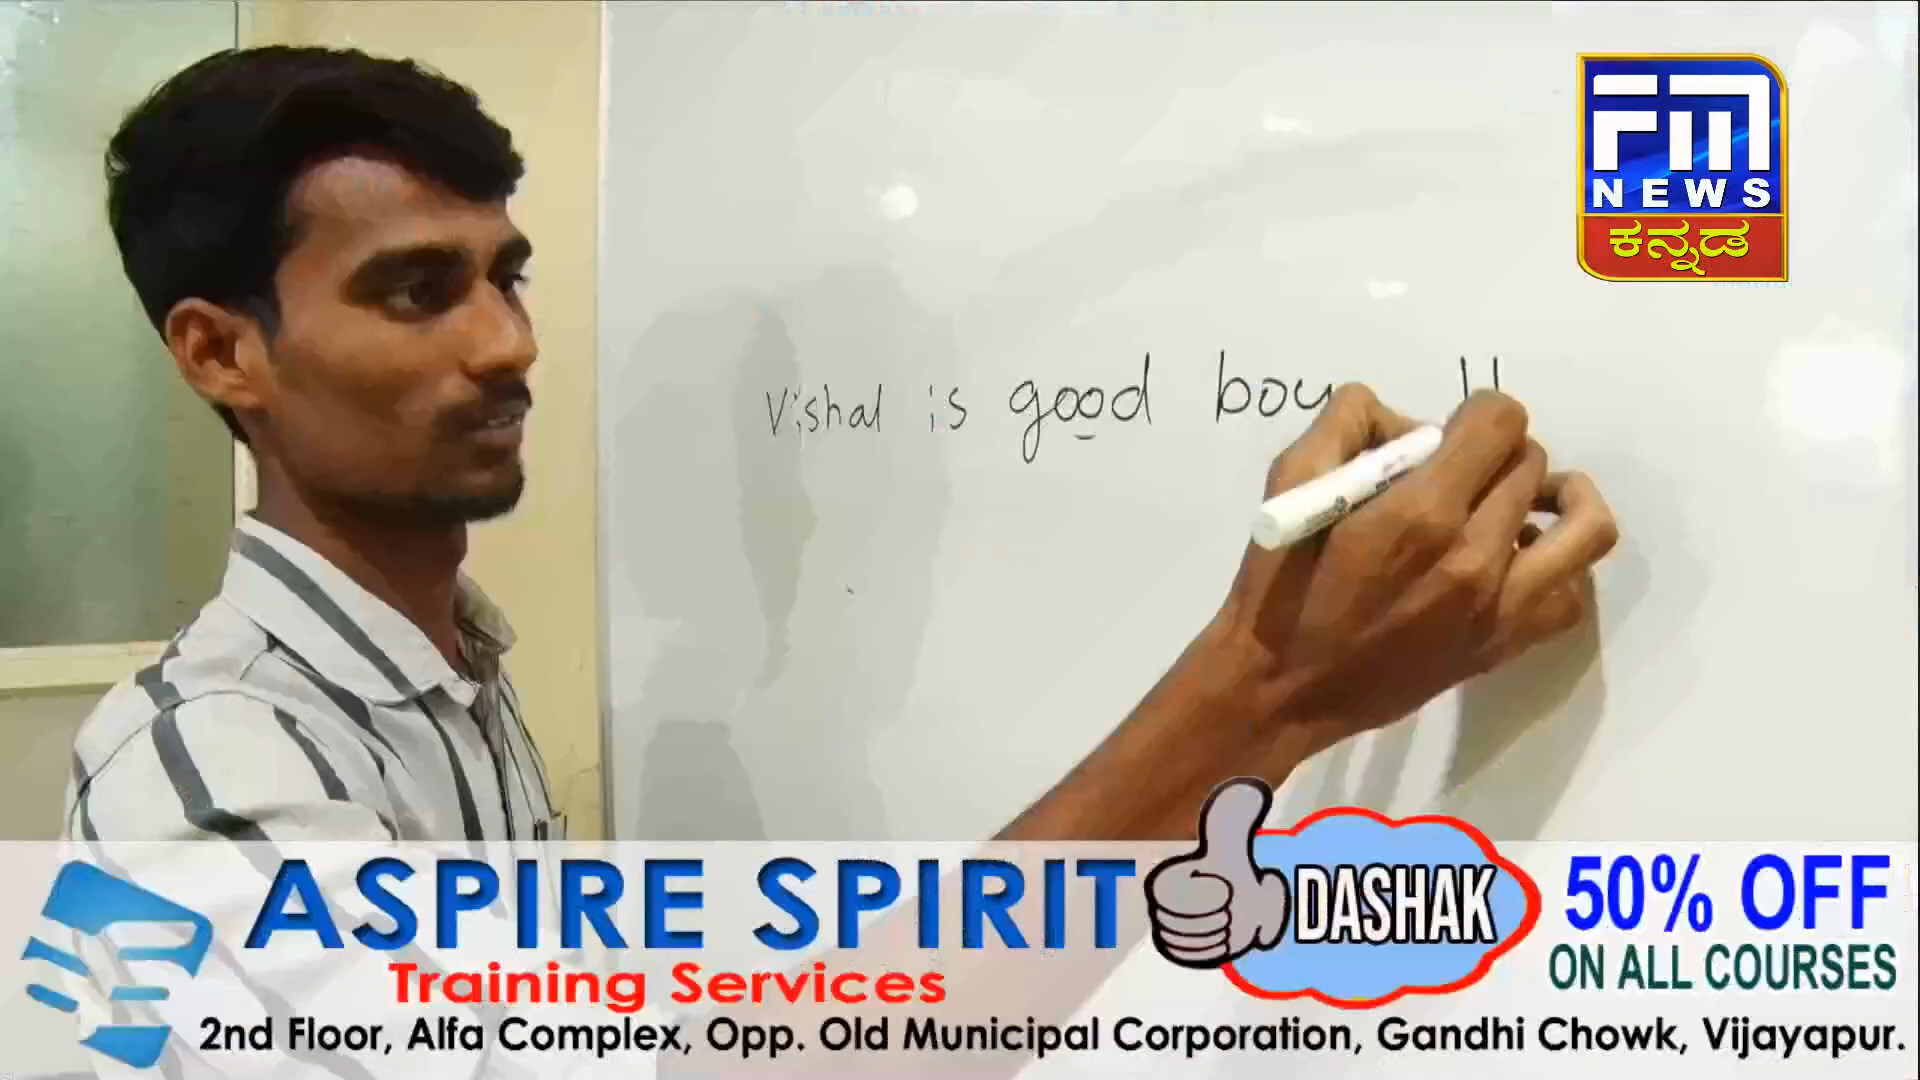 FM
NEWS
ಕನ್ನಡ
Vishal is good boy
ASPIRE SPIRIT
Training Services
DASHAK
50% OFF
ON ALL COURSES
2nd Floor, Alfa Complex, Opp. Old Municipal Corporation, Gandhi Chowk, Vijayapur.